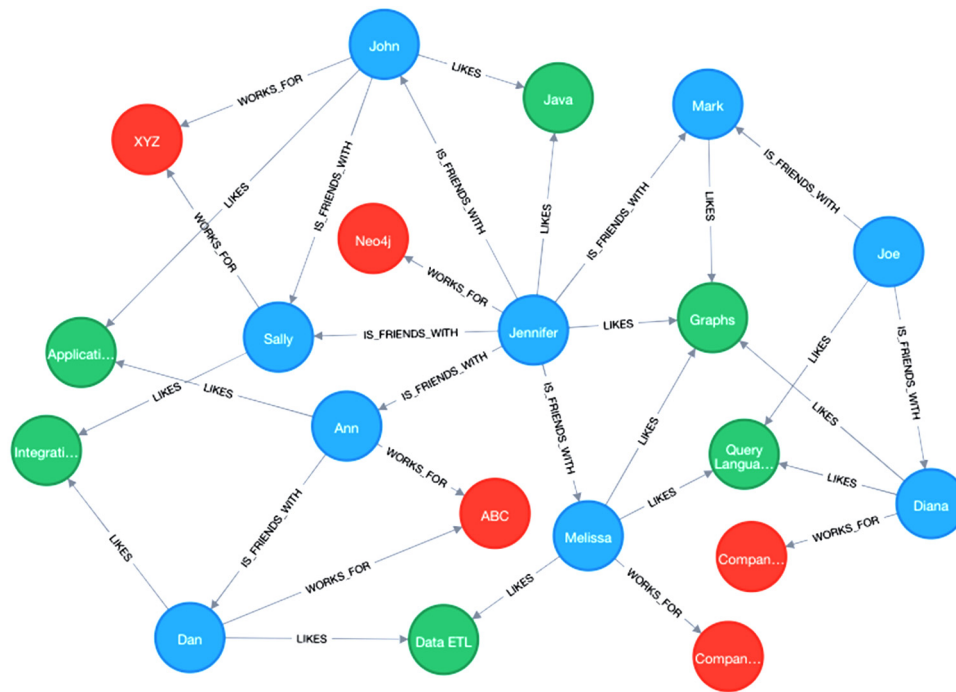 John
LIKES
WORKS_FOR
Java
Mark
XYZ
IS_FRIENDS_WITH
IS_FRIENDS_WITH
IS_FRIENDS_WITH
LIKES
LIKES
IS_FRIENDS_WITH
LIKES
WORKS_FOR
Neo4j
LIKES
Joe
WORKS_FOR
Sally
IS_FRIENDS_WITH
Jennifer
LIKES
Graphs
Applicati...
LIKES
LIKES
IS_FRIENDS_WITH
LIKES
IS_FRIENDS_WITH
Ann
IS_FRIENDS_WITH
LIKES
LIKES
Integrati...
WORKS_FOR
Query
Langua...
LIKES
LIKES
Diana
IS_FRIENDS_WITH
ABC
Melissa
WORKS_FOR
LIKES
WORKS_FOR
LIKES
Compan...
WORKS_FOR
Dan
LIKES
Data ETL
Compan...